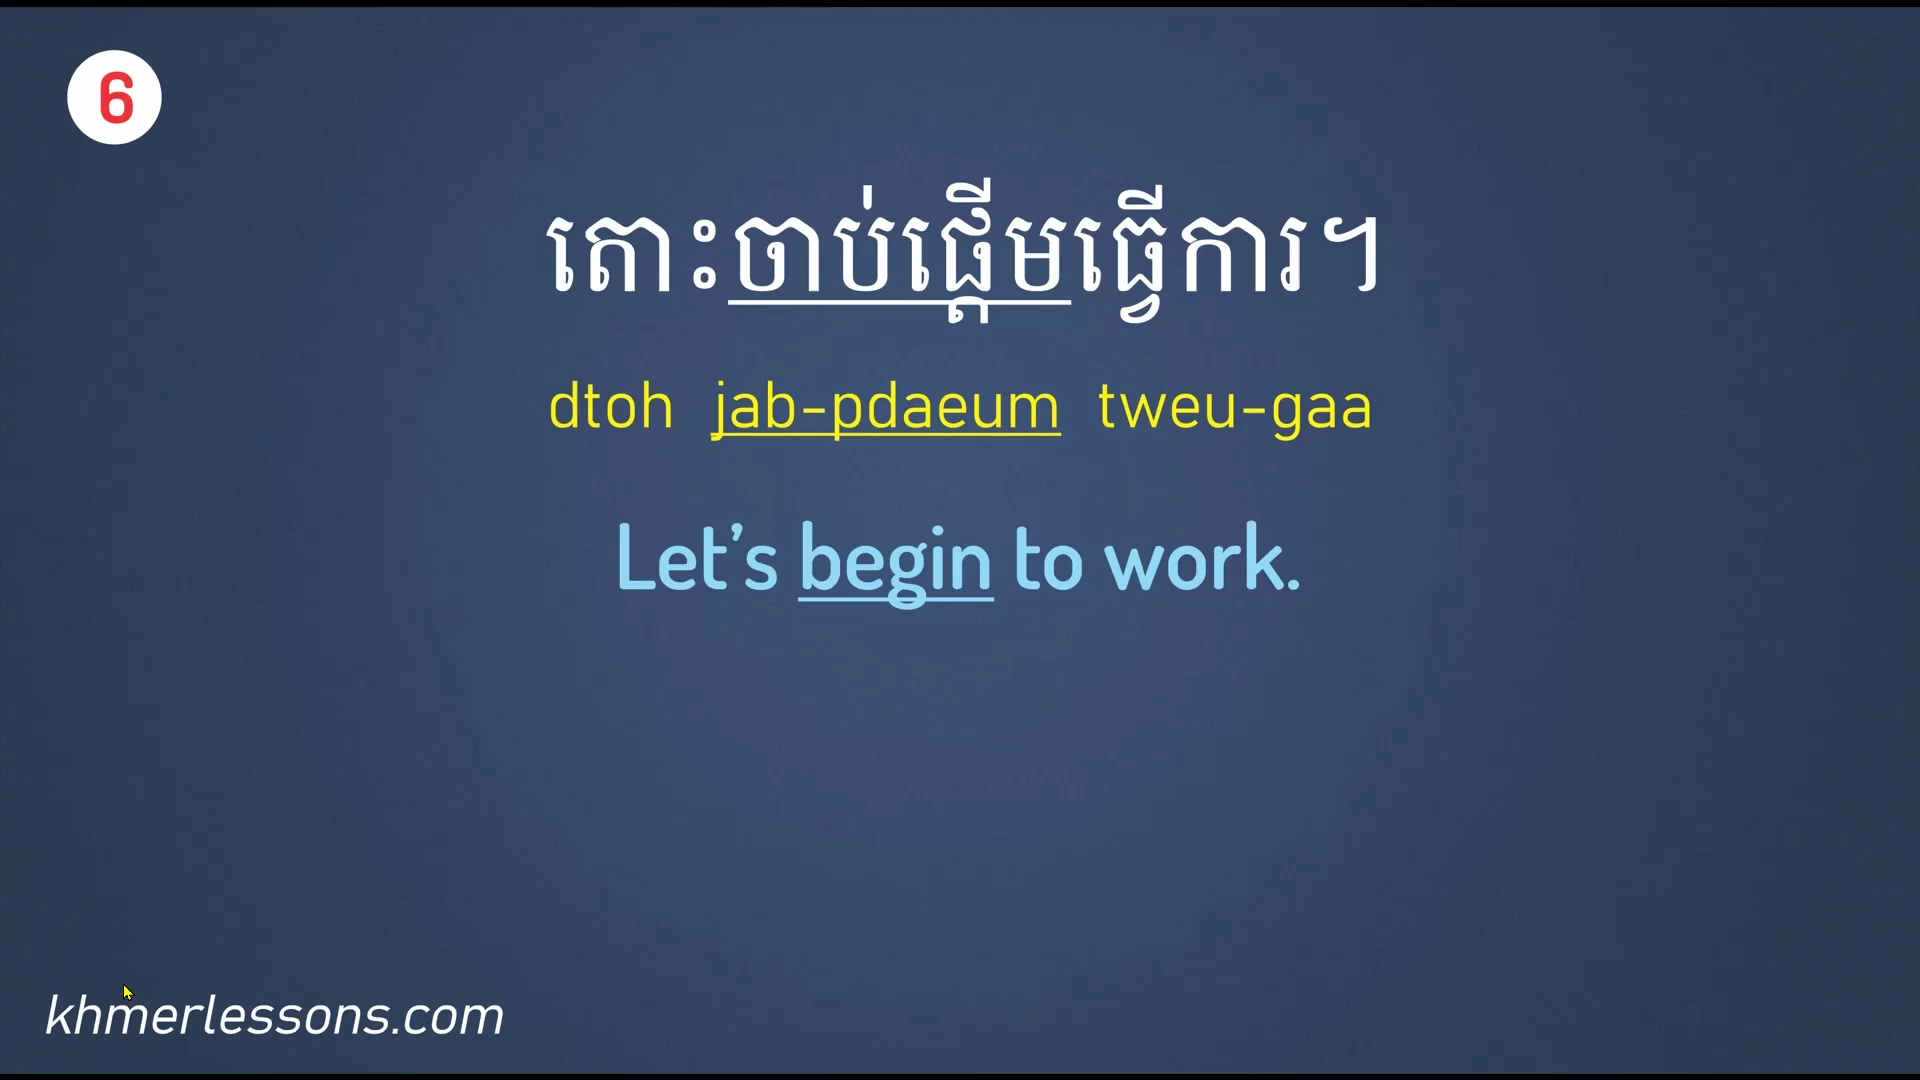 6
តោះចាប់ផ្ដើមធ្វើការ។
dtoh jab-pdaeum tweu-gaa
Let’s begin to work.
khmerlessons.com